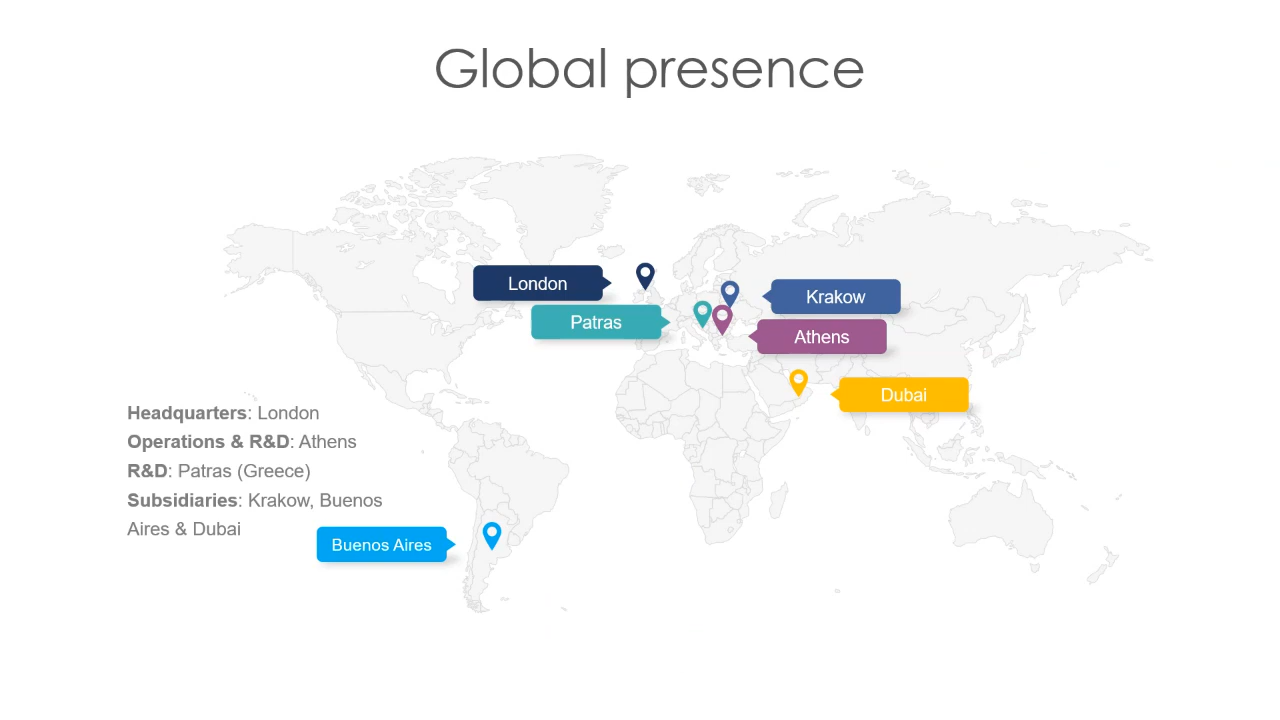 Global presence
London
Krakow
Patras
Athens
Dubai
Headquarters: London
Operations & R&D: Athens
R&D: Patras (Greece)
Subsidiaries: Krakow, Buenos
Aires & Dubai
Buenos Aires